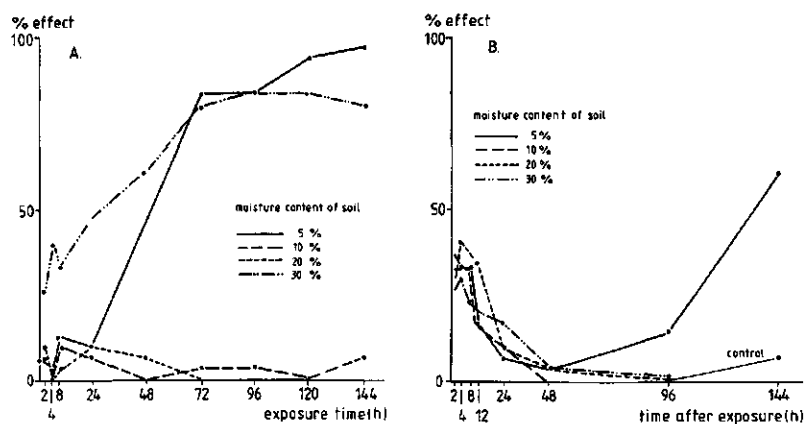 % effect
100
A.
50
0
moisture content of soil
5 %
10 %
20 %
30 %
2 8 24 48 72 96 120 144
4
exposure time(h)
% effect
100
B.
moisture content of soil
5 %
10 %
20 %
30 %
50
0
control
2 8 24 48 96 144
4 12
time after exposure(h)